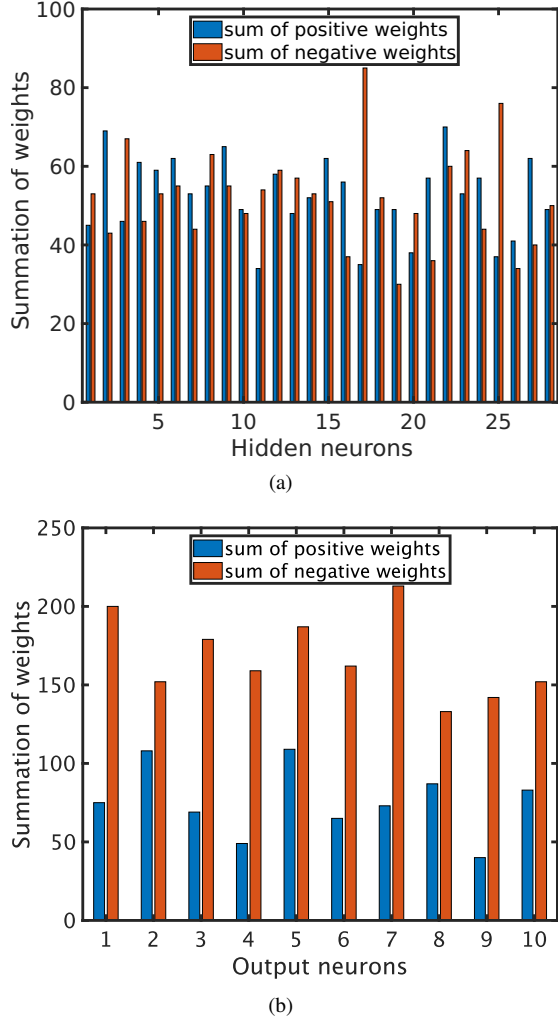 100
sum of positive weights
sum of negative weights
80
60
40
20
0
Summation of weights
5 10 15 20 25
Hidden neurons
(a)
250
sum of positive weights
sum of negative weights
200
150
100
50
0
Summation of weights
1 2 3 4 5 6 7 8 9 10
Output neurons
(b)